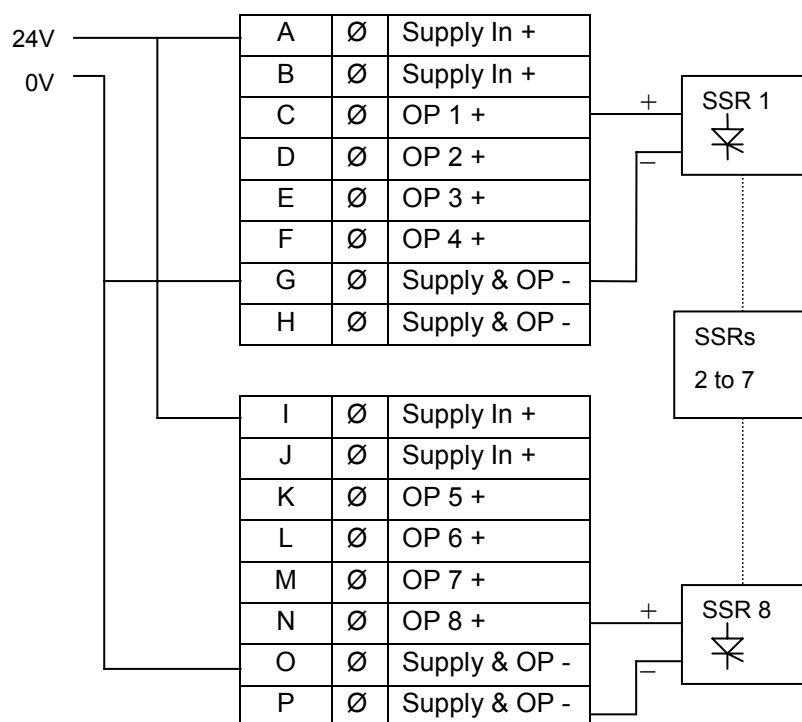 24V
0V
A Ø Supply In +
B Ø Supply In +
C Ø OP 1 +
D Ø OP 2 +
E Ø OP 3 +
F Ø OP 4 +
G Ø Supply & OP -
H Ø Supply & OP -
+ SSR 1
–
SSRs
2 to 7
I Ø Supply In +
J Ø Supply In +
K Ø OP 5 +
L Ø OP 6 +
M Ø OP 7 +
N Ø OP 8 +
O Ø Supply & OP -
P Ø Supply & OP -
+ SSR 8
–